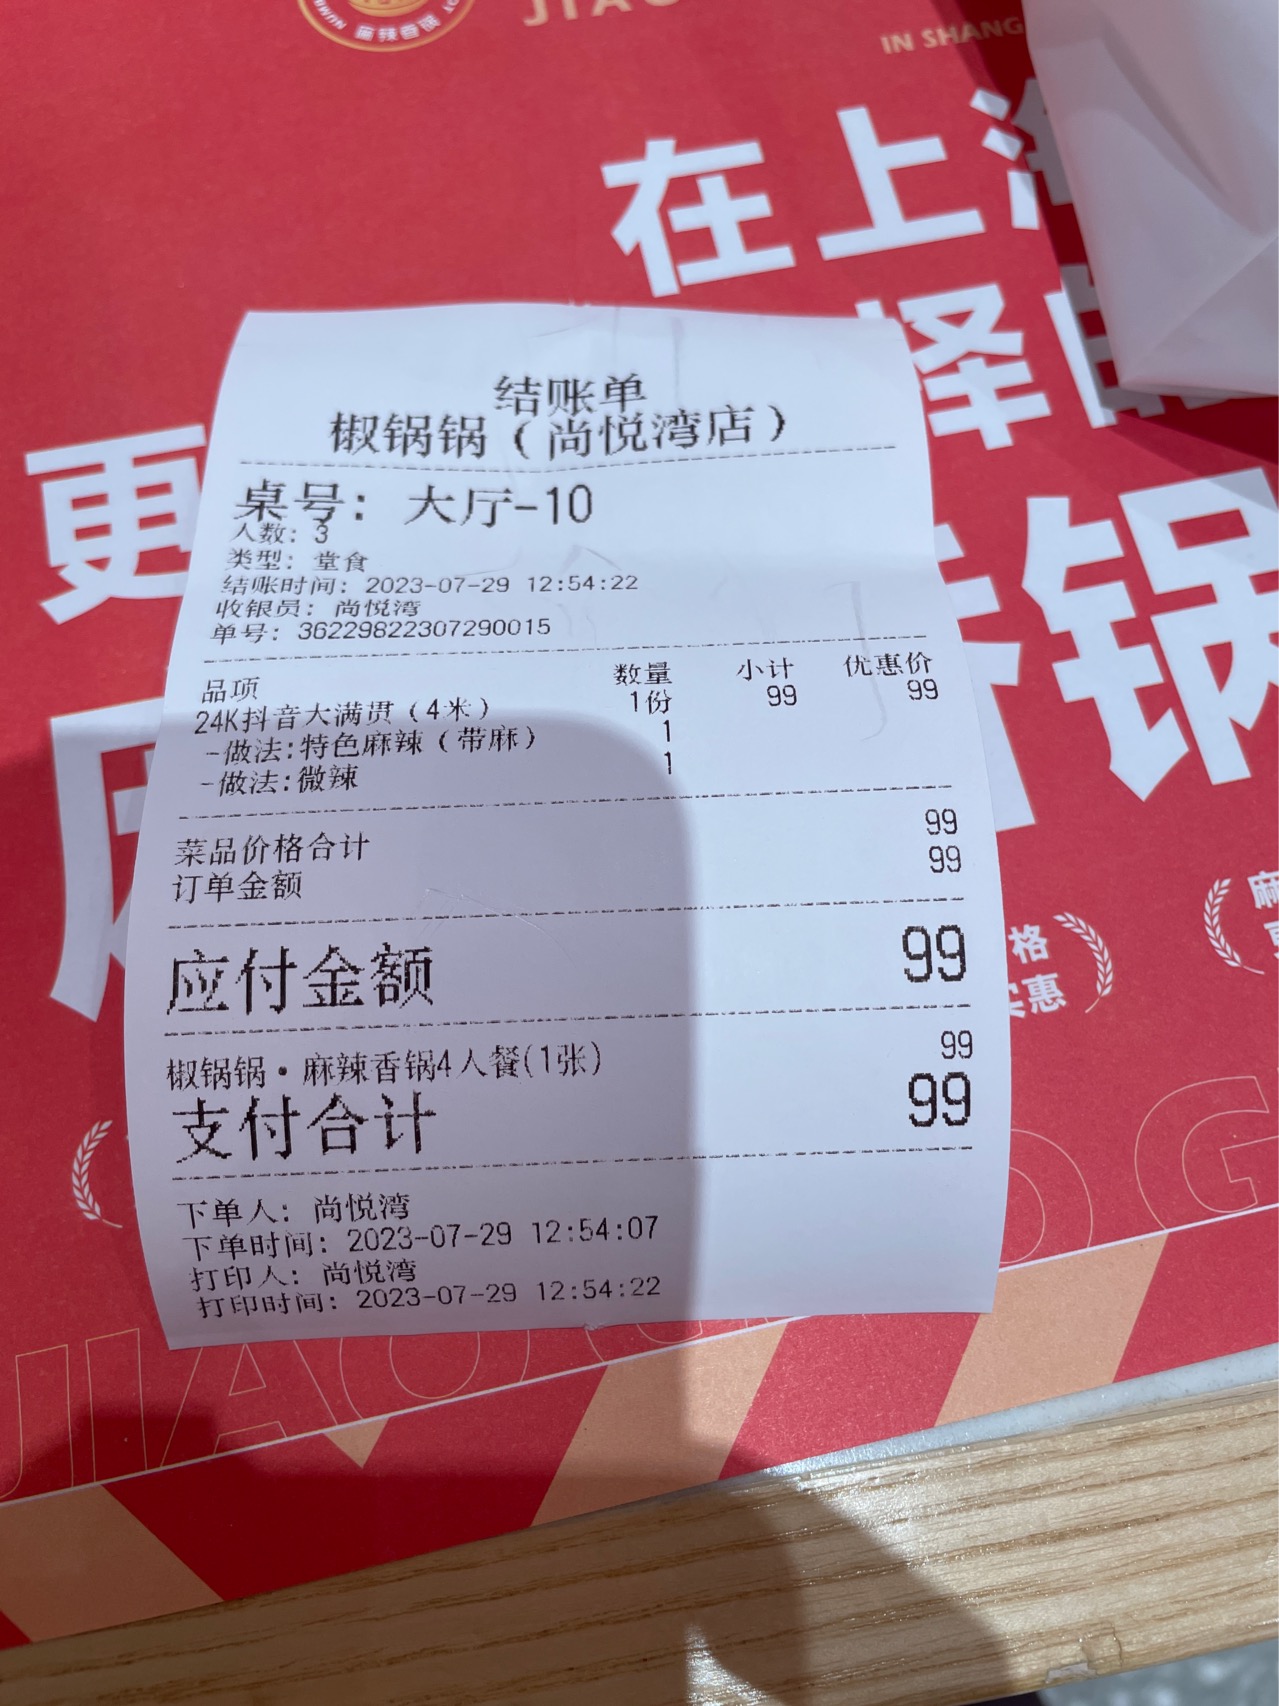 麻辣香锅
IN SHANG
在上
择
更
锅
格
惠
结账单
椒锅锅（尚悦湾店）
桌号: 大厅-10
人数: 3
类型: 堂食
结账时间: 2023-07-29 12:54:22
收银员: 尚悦湾
单号: 36229822307290015
品项 数量 小计 优惠价
24K抖音大满贯（4米） 1份 99 99
-做法:特色麻辣（带麻） 1
-做法:微辣 1
菜品价格合计 99
订单金额 99
应付金额 99
椒锅锅·麻辣香锅4人餐(1张) 99
支付合计 99
下单人: 尚悦湾
下单时间: 2023-07-29 12:54:07
打印人: 尚悦湾
打印时间: 2023-07-29 12:54:22